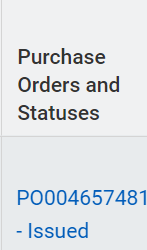 Purchase
Orders and
Statuses
PO004657481
- Issued